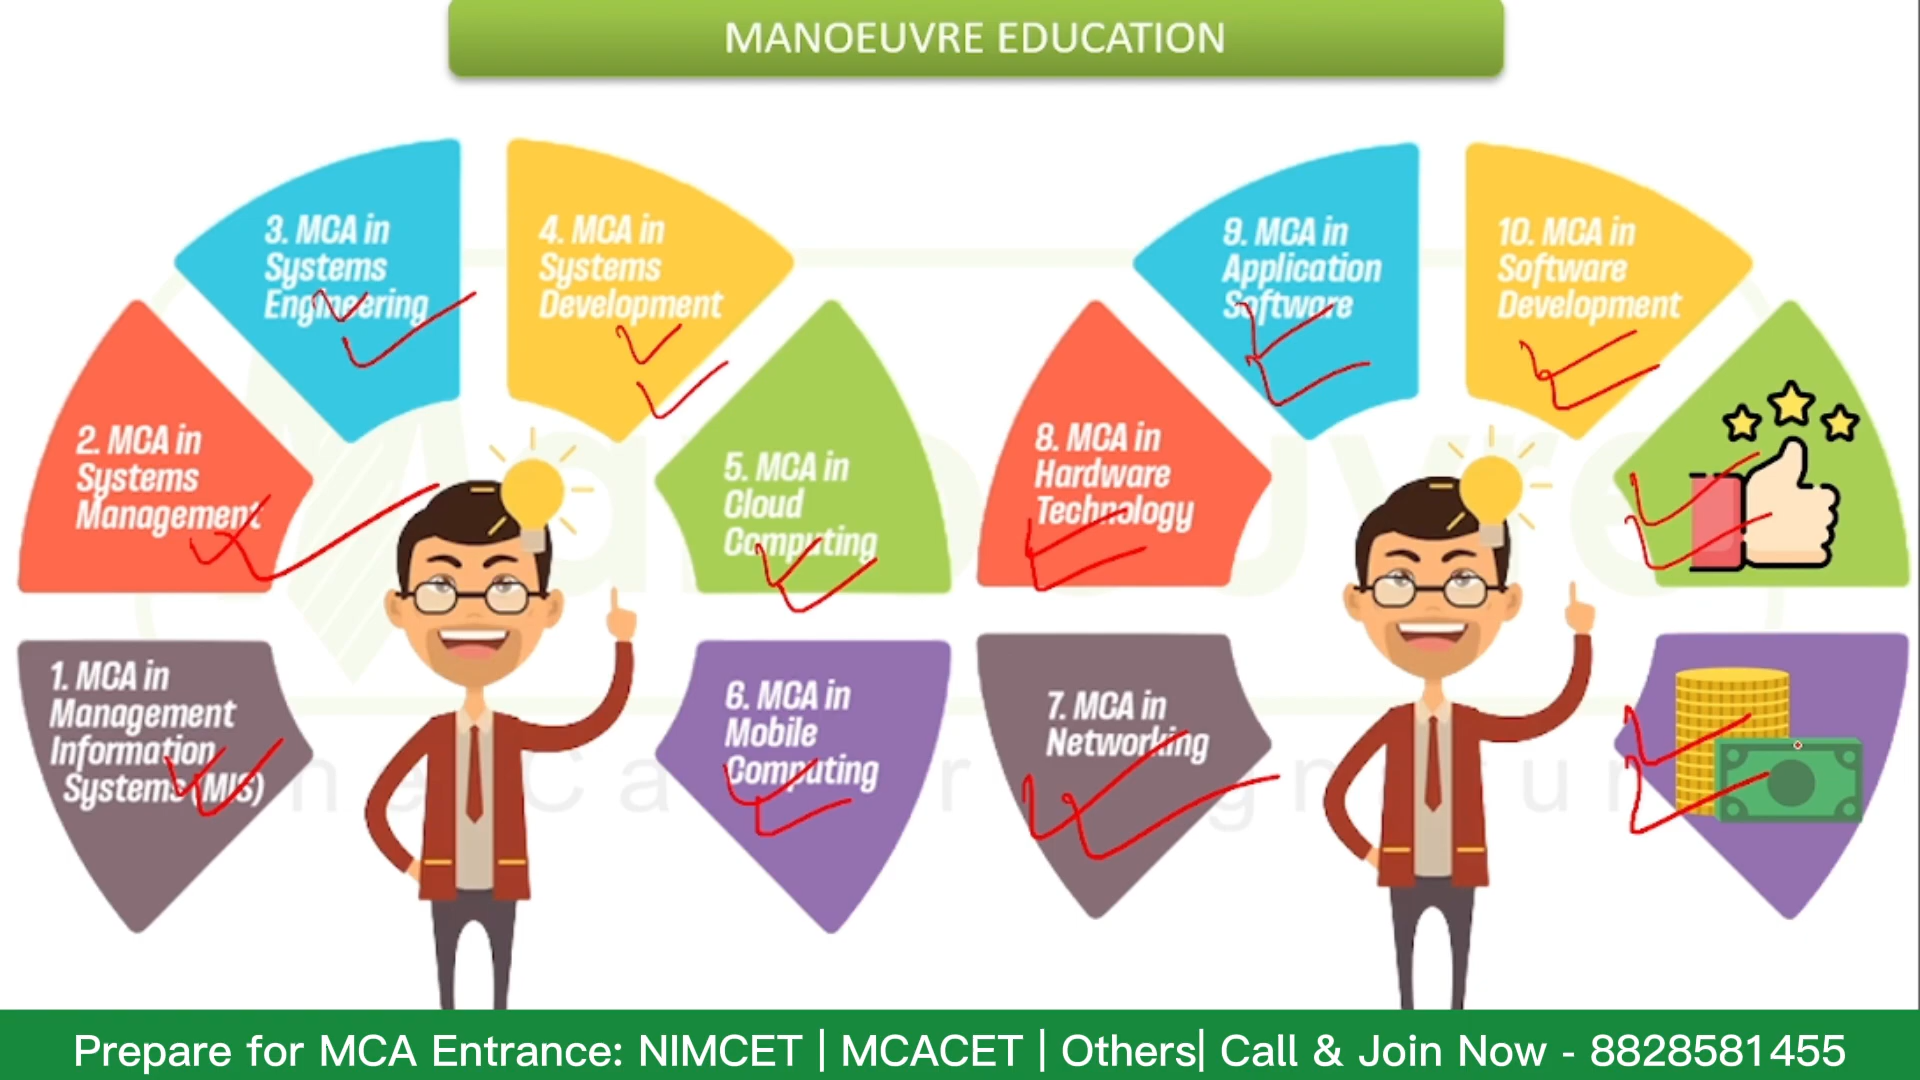 MANOEUVRE EDUCATION
3. MCA in
Systems
Engineering
4. MCA in
Systems
Development
9. MCA in
Application
Software
10. MCA in
Software
Development
2. MCA in
Systems
Management
5. MCA in
Cloud
Computing
8. MCA in
Hardware
Technology
1. MCA in
Management
Information
Systems (MIS)
6. MCA in
Mobile
Computing
7. MCA in
Networking
Prepare for MCA Entrance: NIMCET | MCACET | Others| Call & Join Now - 8828581455